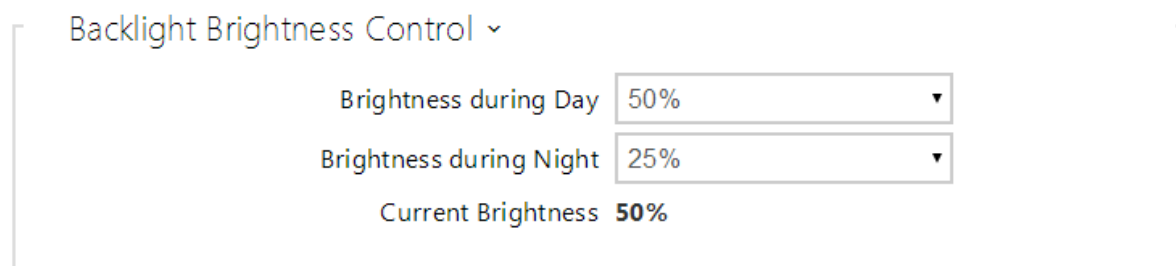 Backlight Brightness Control
Brightness during Day 50%
Brightness during Night 25%
Current Brightness 50%